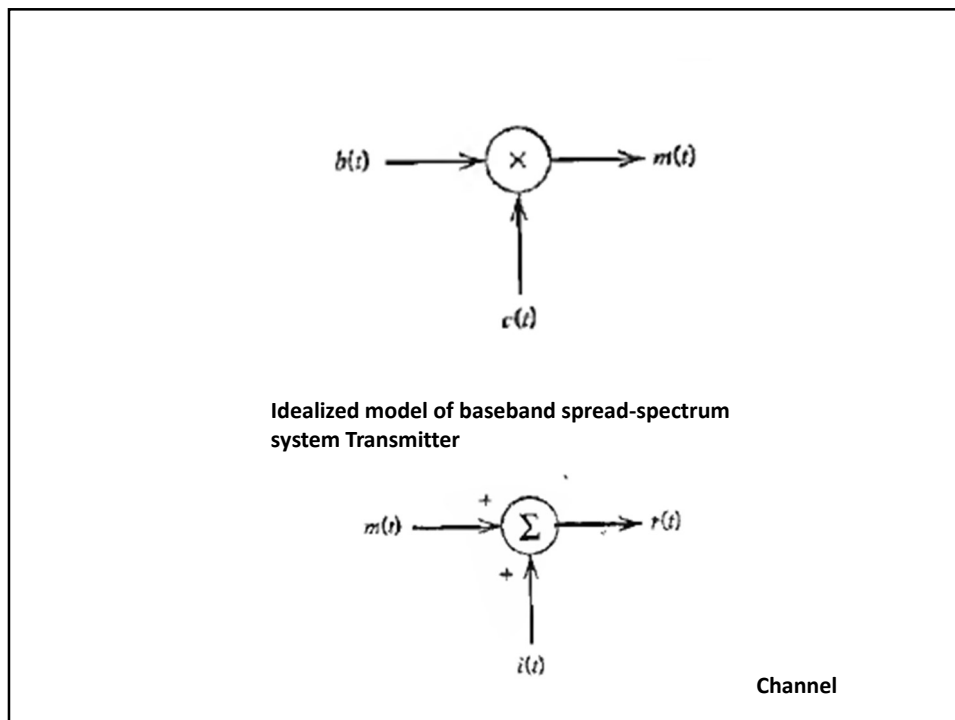 b(t) × m(t)
c(t)
Idealized model of baseband spread-spectrum
system Transmitter
+
m(t) Σ r(t)
+
i(t)
Channel